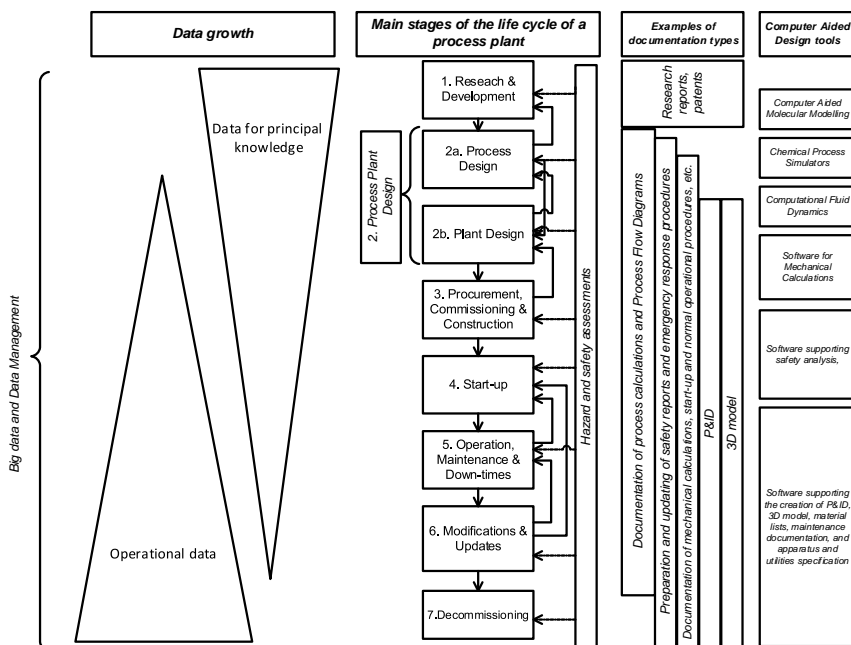 Data growth
Main stages of the life cycle of a
process plant
Examples of
documentation types
Computer Aided
Design tools
Big data and Data Management
Data for principal
knowledge
Operational data
2. Process Plant
Design
1. Reseach &
Development
2a. Process
Design
2b. Plant Design
3. Procurement,
Commissioning &
Construction
4. Start-up
5. Operation,
Maintenance &
Down-times
6. Modifications &
Updates
7.Decommissioning
Hazard and safety assessments
Research
reports,
patents
Documentation of process calculations and Process Flow Diagrams
Preparation and updating of safety reports and emergency response procedures
Documentation of mechanical calculations, start-up and normal operational procedures, etc.
P&ID
3D model
Computer Aided
Molecular Modelling
Chemical Process
Simulators
Computational Fluid
Dynamics
Software for
Mechanical
Calculations
Software supporting
safety analysis,
Software supporting
the creation of P&ID,
3D model, material
lists, maintenance
documentation, and
apparatus and
utilities specification